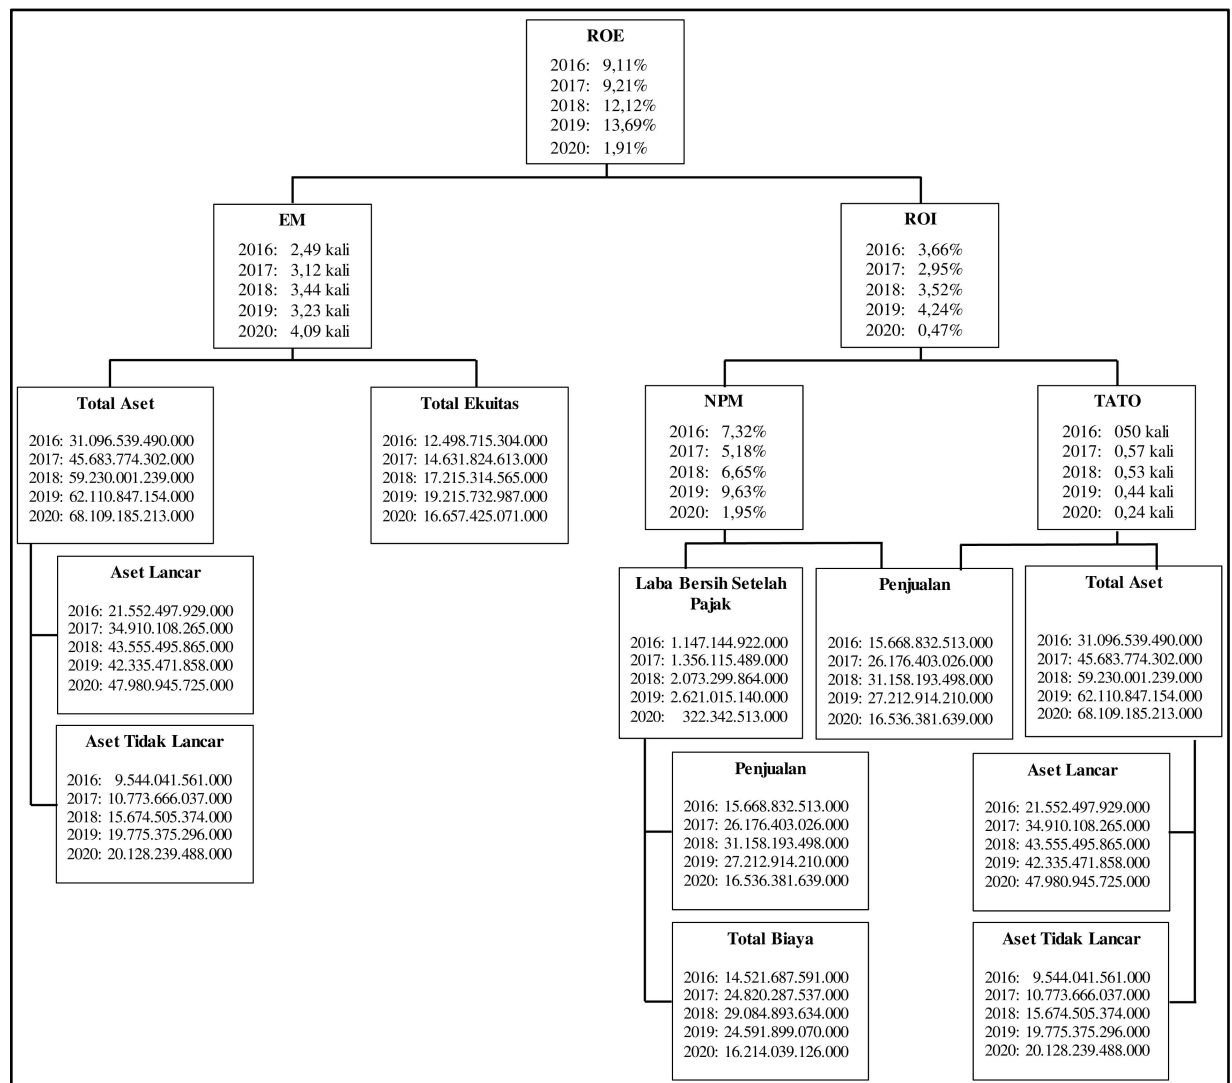 ROE
2016: 9,11%
2017: 9,21%
2018: 12,12%
2019: 13,69%
2020: 1,91%
EM
2016: 2,49 kali
2017: 3,12 kali
2018: 3,44 kali
2019: 3,23 kali
2020: 4,09 kali
ROI
2016: 3,66%
2017: 2,95%
2018: 3,52%
2019: 4,24%
2020: 0,47%
Total Aset
2016: 31.096.539.490.000
2017: 45.683.774.302.000
2018: 59.230.001.239.000
2019: 62.110.847.154.000
2020: 68.109.185.213.000
Total Ekuitas
2016: 12.498.715.304.000
2017: 14.631.824.613.000
2018: 17.215.314.565.000
2019: 19.215.732.987.000
2020: 16.657.425.071.000
NPM
2016: 7,32%
2017: 5,18%
2018: 6,65%
2019: 9,63%
2020: 1,95%
TATO
2016: 050 kali
2017: 0,57 kali
2018: 0,53 kali
2019: 0,44 kali
2020: 0,24 kali
Aset Lancar
2016: 21.552.497.929.000
2017: 34.910.108.265.000
2018: 43.555.495.865.000
2019: 42.335.471.858.000
2020: 47.980.945.725.000
Aset Tidak Lancar
2016: 9.544.041.561.000
2017: 10.773.666.037.000
2018: 15.674.505.374.000
2019: 19.775.375.296.000
2020: 20.128.239.488.000
Laba Bersih Setelah
Pajak
2016: 1.147.144.922.000
2017: 1.356.115.489.000
2018: 2.073.299.864.000
2019: 2.621.015.140.000
2020: 322.342.513.000
Penjualan
2016: 15.668.832.513.000
2017: 26.176.403.026.000
2018: 31.158.193.498.000
2019: 27.212.914.210.000
2020: 16.536.381.639.000
Total Aset
2016: 31.096.539.490.000
2017: 45.683.774.302.000
2018: 59.230.001.239.000
2019: 62.110.847.154.000
2020: 68.109.185.213.000
Penjualan
2016: 15.668.832.513.000
2017: 26.176.403.026.000
2018: 31.158.193.498.000
2019: 27.212.914.210.000
2020: 16.536.381.639.000
Aset Lancar
2016: 21.552.497.929.000
2017: 34.910.108.265.000
2018: 43.555.495.865.000
2019: 42.335.471.858.000
2020: 47.980.945.725.000
Total Biaya
2016: 14.521.687.591.000
2017: 24.820.287.537.000
2018: 29.084.893.634.000
2019: 24.591.899.070.000
2020: 16.214.039.126.000
Aset Tidak Lancar
2016: 9.544.041.561.000
2017: 10.773.666.037.000
2018: 15.674.505.374.000
2019: 19.775.375.296.000
2020: 20.128.239.488.000